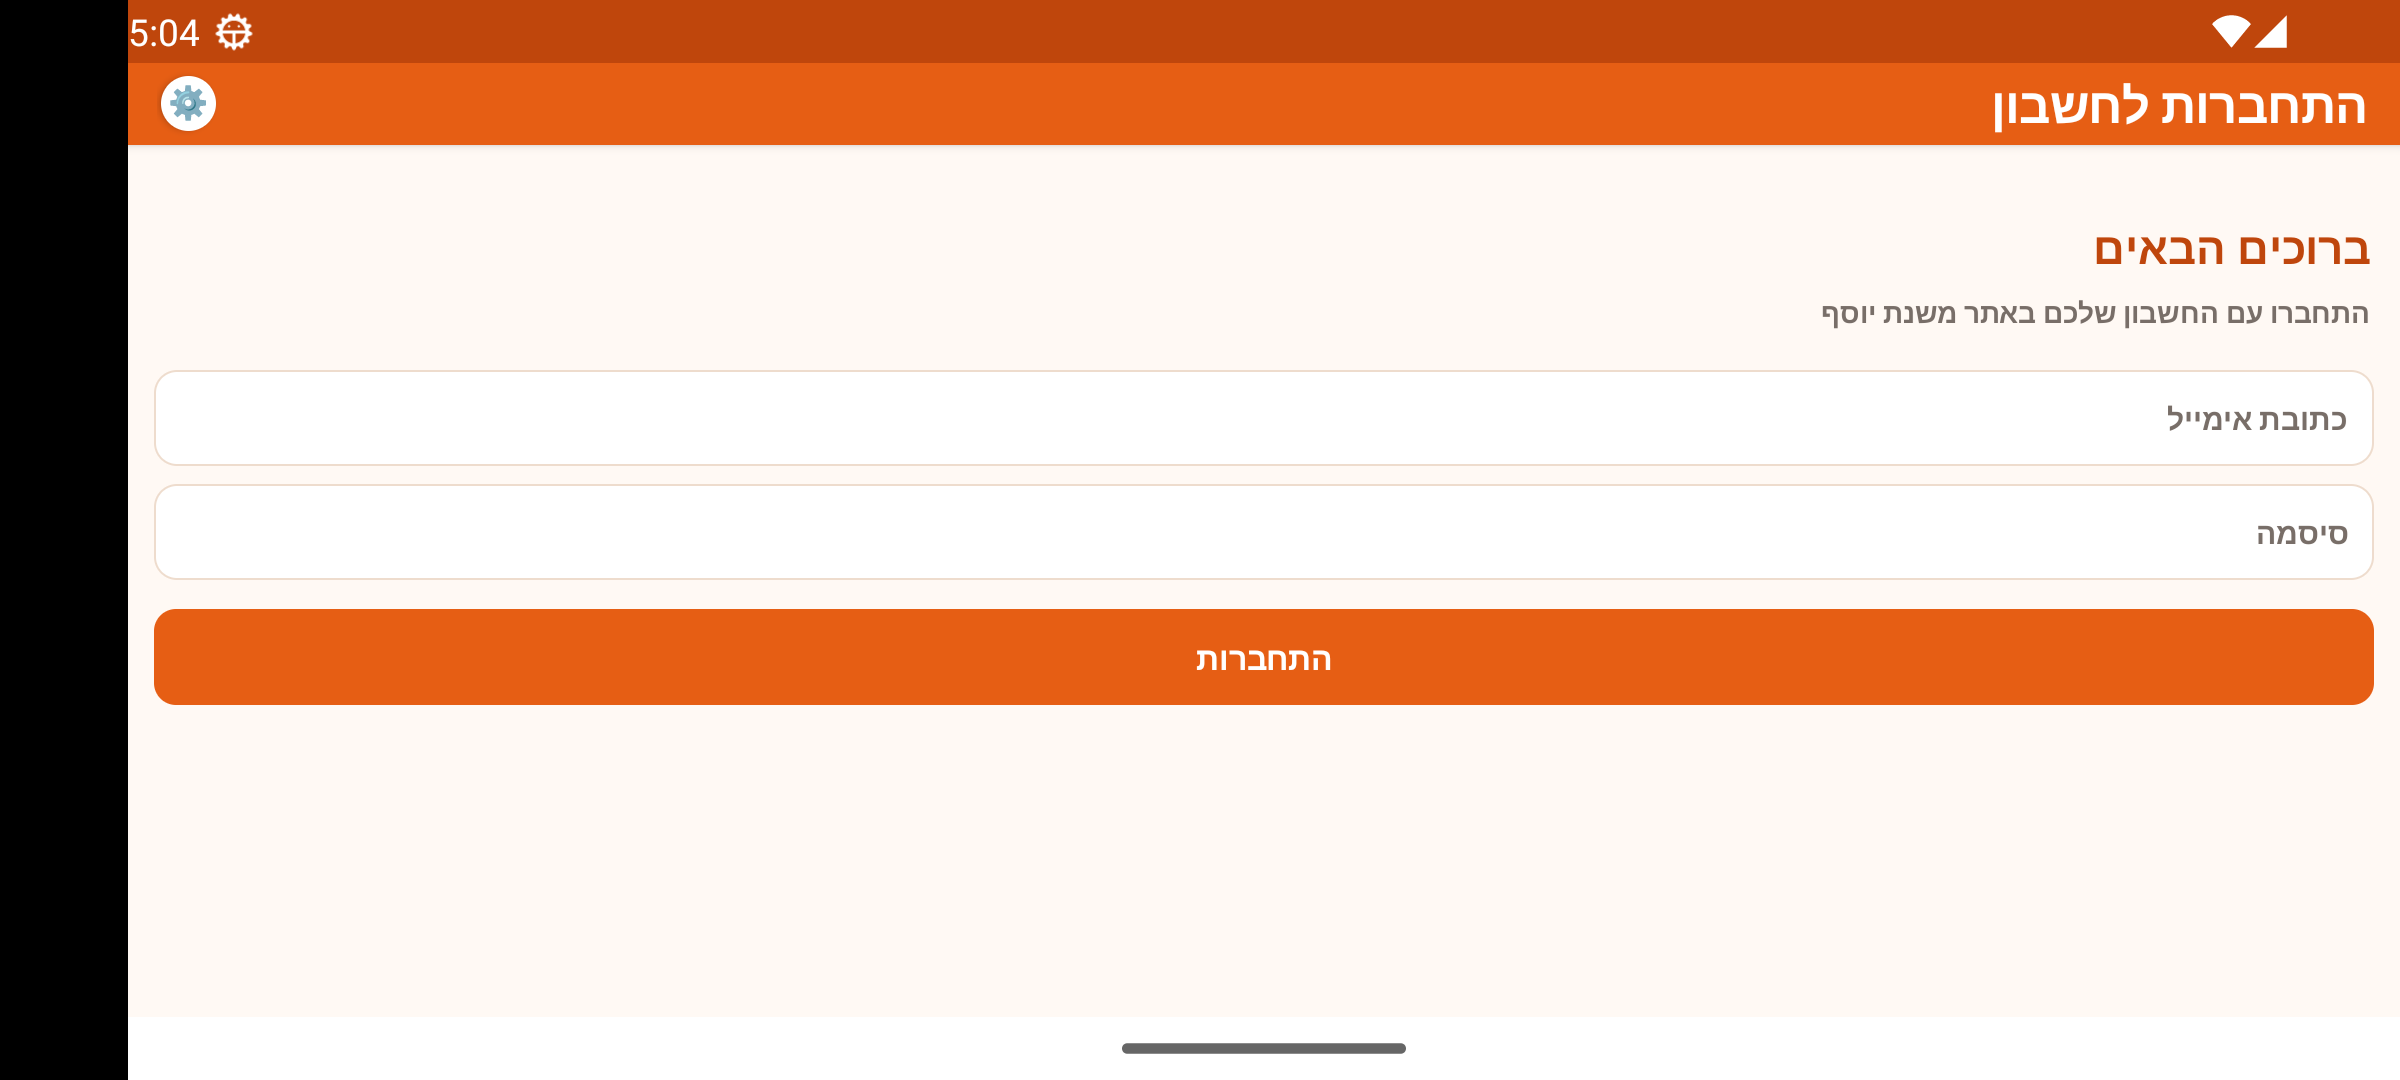 5:04
התחברות לחשבון
ברוכים הבאים
התחברו עם החשבון שלכם באתר משנת יוסף
כתובת אימייל
סיסמה
התחברות